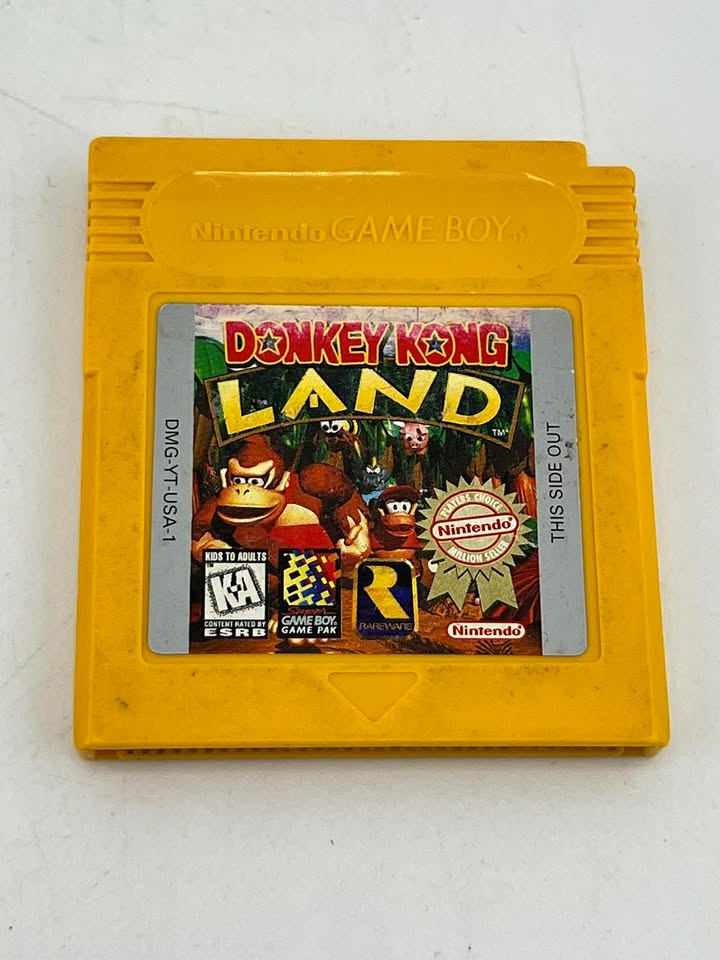 Nintendo GAME BOY TM
DONKEY KONG
LAND
TM
DMG-YT-USA-1
THIS SIDE OUT
PLAYERS CHOICE
Nintendo®
MILLION SELLER
KIDS TO ADULTS
K-A
CONTENT RATED BY
ESRB
Super
GAME BOY
GAME PAK
R
RAREWARE
Nintendo®